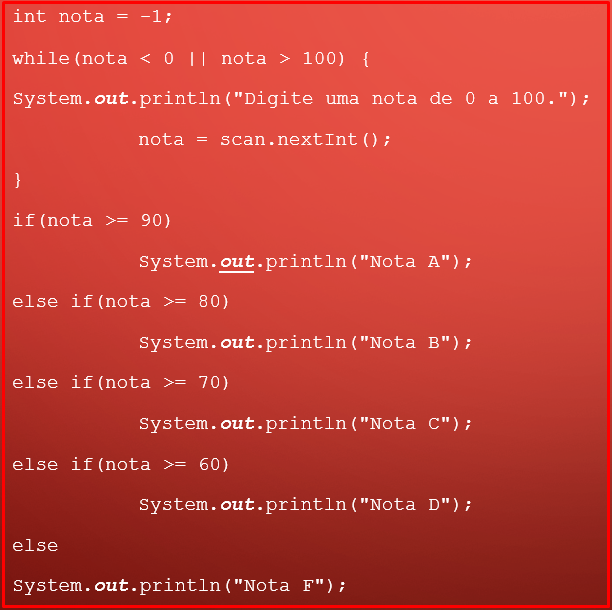 int nota = -1;
while(nota < 0 || nota > 100) {
System.out.println("Digite uma nota de 0 a 100.");
nota = scan.nextInt();
}
if(nota >= 90)
System.out.println("Nota A");
else if(nota >= 80)
System.out.println("Nota B");
else if(nota >= 70)
System.out.println("Nota C");
else if(nota >= 60)
System.out.println("Nota D");
else
System.out.println("Nota F");